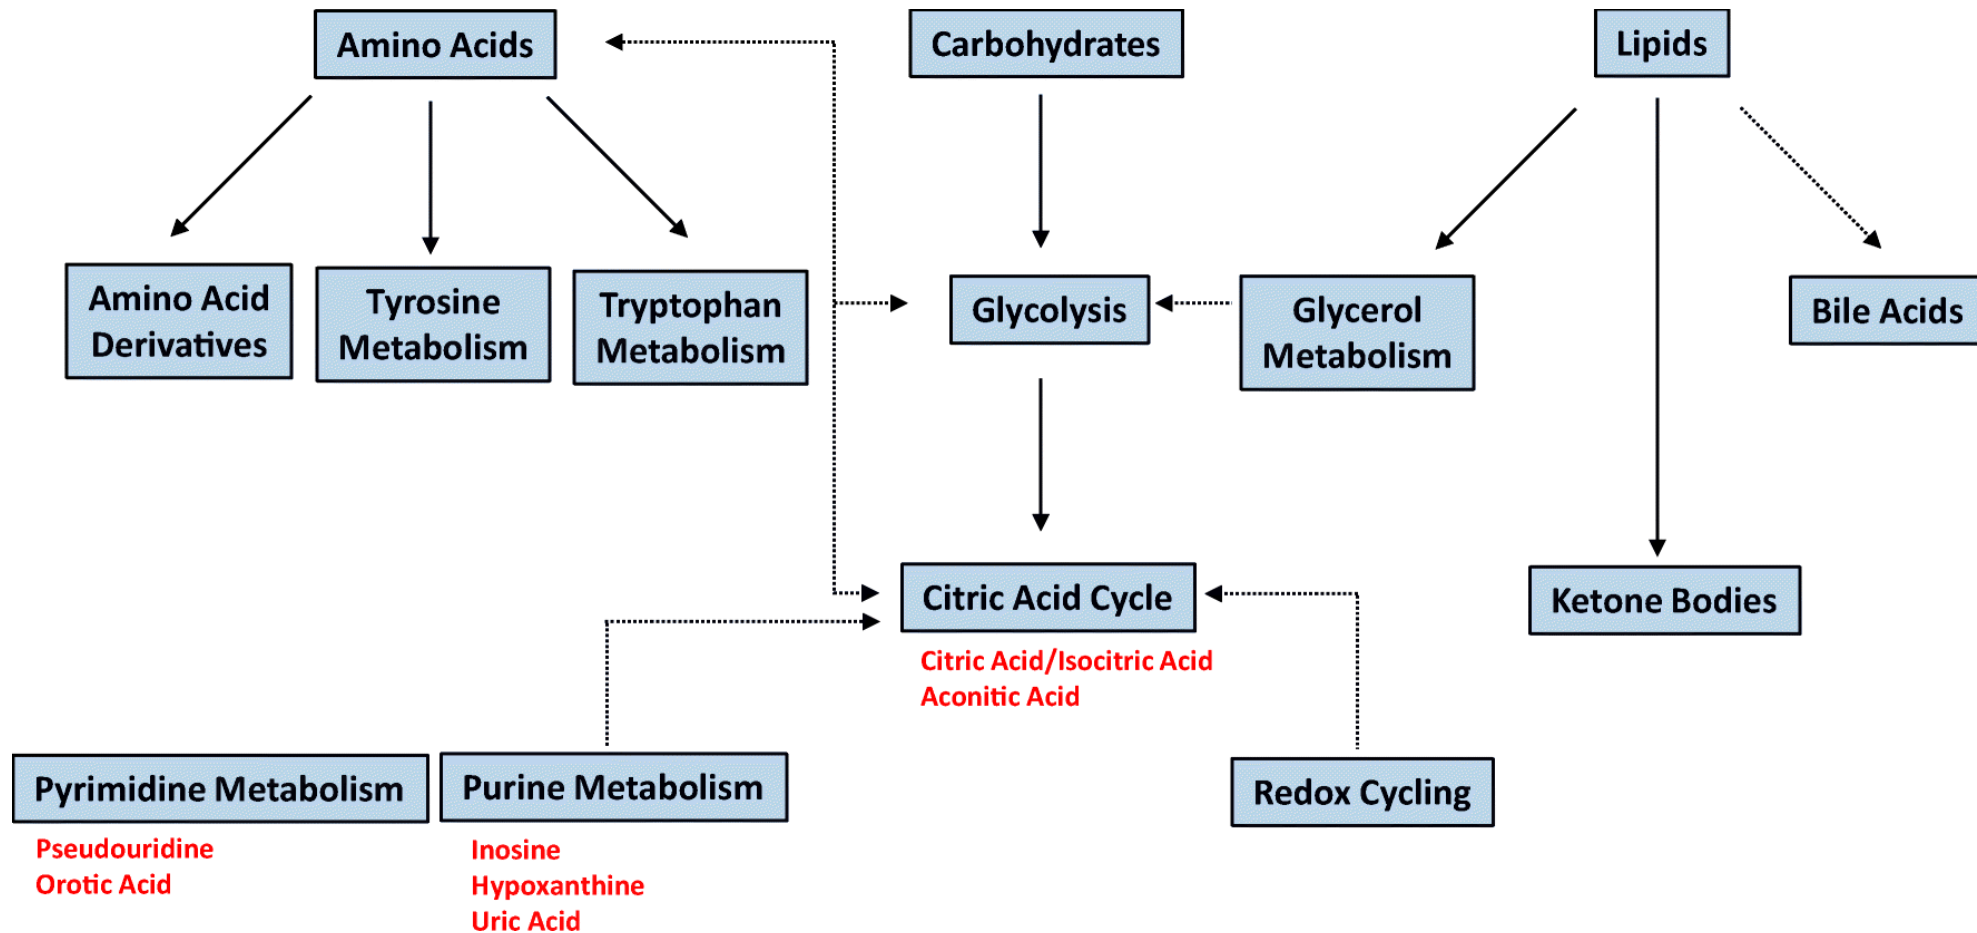 Amino Acids
Carbohydrates
Lipids
Amino Acid
Derivatives
Tyrosine
Metabolism
Tryptophan
Metabolism
Glycolysis
Glycerol
Metabolism
Bile Acids
Citric Acid Cycle
Citric Acid/Isocitric Acid
Aconitic Acid
Ketone Bodies
Pyrimidine Metabolism
Pseudouridine
Orotic Acid
Purine Metabolism
Inosine
Hypoxanthine
Uric Acid
Redox Cycling